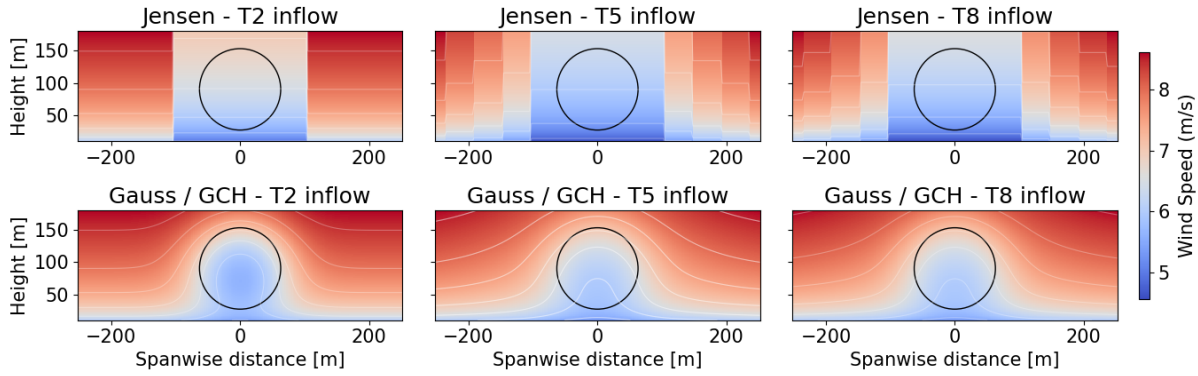 Jensen - T2 inflow
Jensen - T5 inflow
Jensen - T8 inflow
Height [m]
150
100
50
−200 0 200
−200 0 200
−200 0 200
Gauss / GCH - T2 inflow
Gauss / GCH - T5 inflow
Gauss / GCH - T8 inflow
Height [m]
150
100
50
−200 0 200
−200 0 200
−200 0 200
Spanwise distance [m]
Spanwise distance [m]
Spanwise distance [m]
8
7
6
5
Wind Speed (m/s)